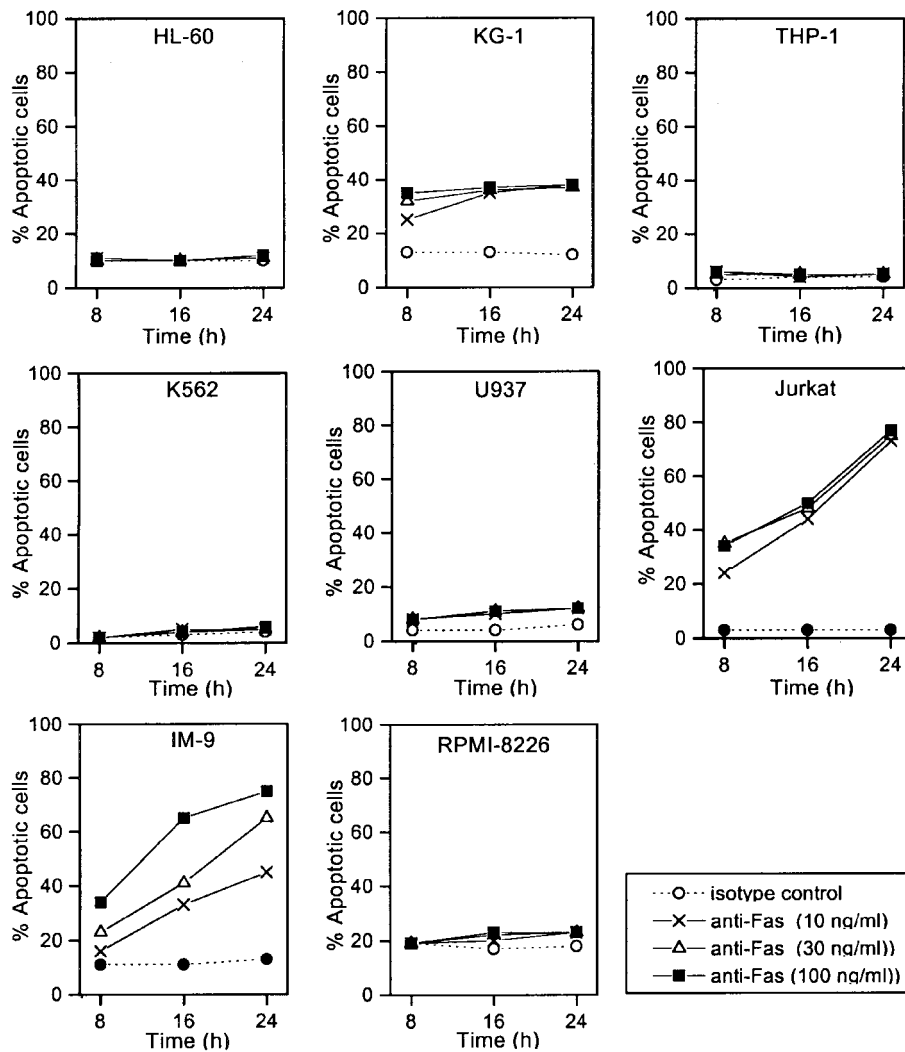 HL-60
% Apoptotic cells
100
80
60
40
20
0
8 16 24
Time (h)
KG-1
% Apoptotic cells
100
80
60
40
20
0
8 16 24
Time (h)
THP-1
% Apoptotic cells
100
80
60
40
20
0
8 16 24
Time (h)
K562
% Apoptotic cells
100
80
60
40
20
0
8 16 24
Time (h)
U937
% Apoptotic cells
100
80
60
40
20
0
8 16 24
Time (h)
Jurkat
% Apoptotic cells
100
80
60
40
20
0
8 16 24
Time (h)
IM-9
% Apoptotic cells
100
80
60
40
20
0
8 16 24
Time (h)
RPMI-8226
% Apoptotic cells
100
80
60
40
20
0
8 16 24
Time (h)
isotype control
anti-Fas (10 ng/ml)
anti-Fas (30 ng/ml))
anti-Fas (100 ng/ml))